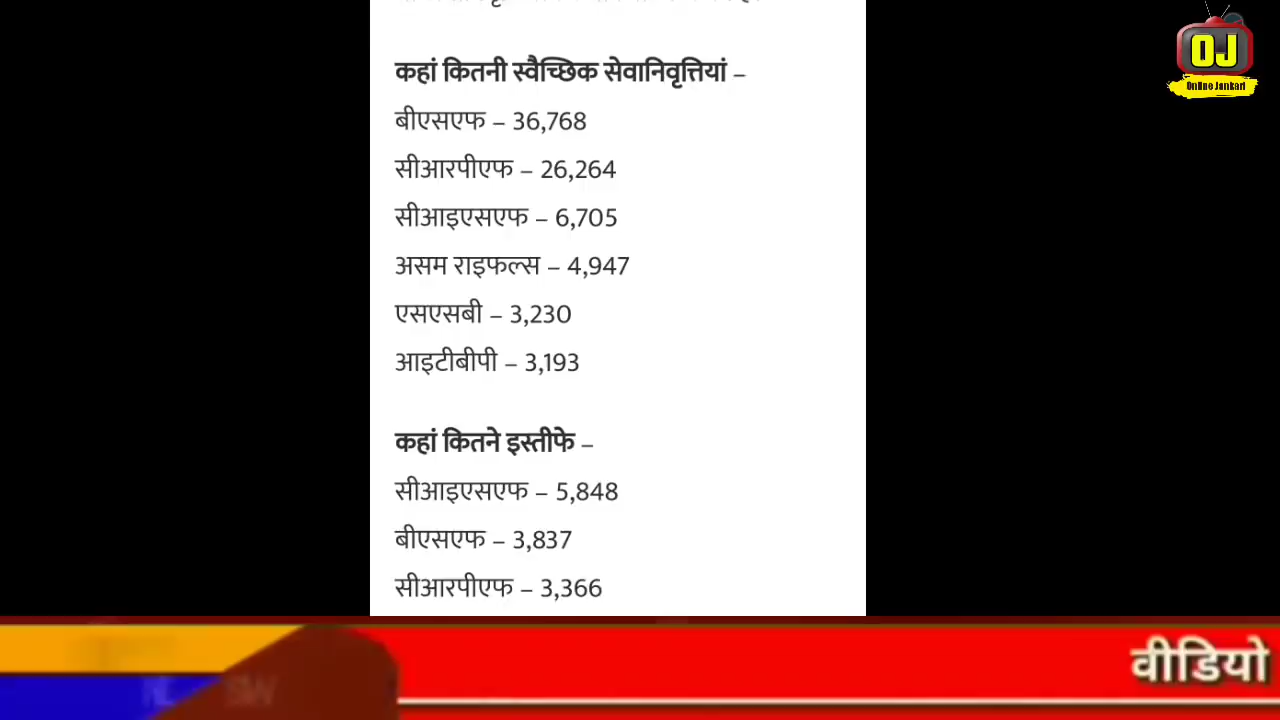 OJ
Online Jankari
कहां कितनी स्वैच्छिक सेवानिवृत्तियां –
बीएसएफ – 36,768
सीआरपीएफ – 26,264
सीआइएसएफ – 6,705
असम राइफल्स – 4,947
एसएसबी – 3,230
आइटीबीपी – 3,193
कहां कितने इस्तीफे –
सीआइएसएफ – 5,848
बीएसएफ – 3,837
सीआरपीएफ – 3,366
वीडियो